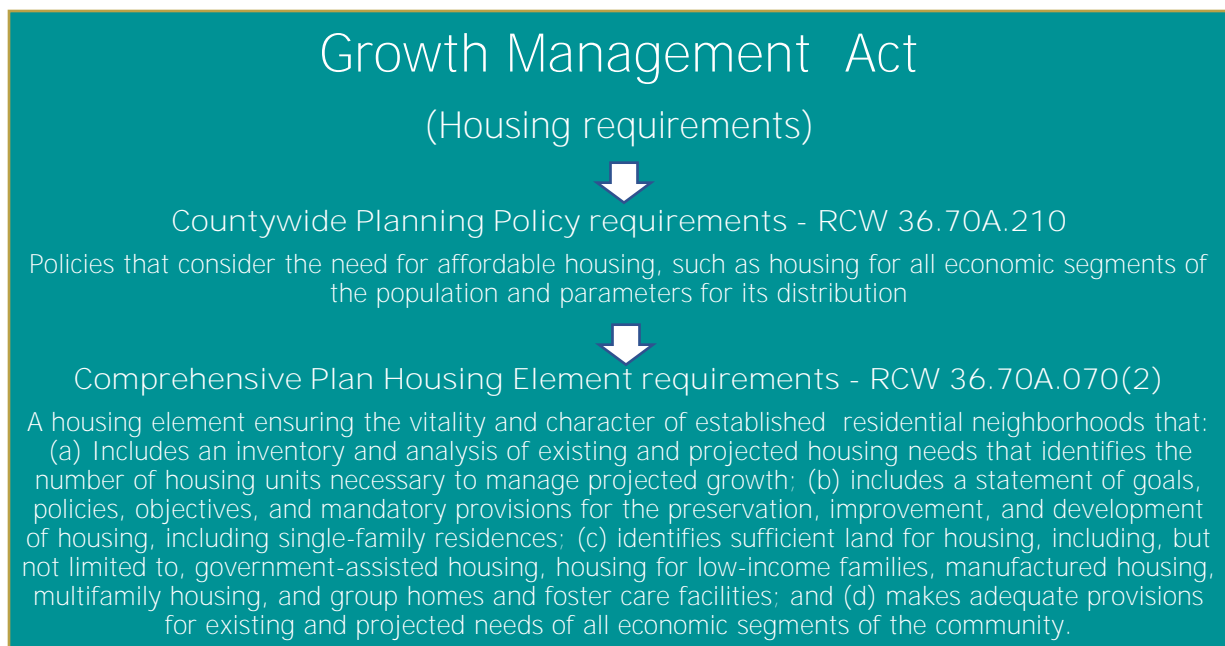 Growth Management Act
(Housing requirements)
Countywide Planning Policy requirements - RCW 36.70A.210
Policies that consider the need for affordable housing, such as housing for all economic segments of
the population and parameters for its distribution
Comprehensive Plan Housing Element requirements - RCW 36.70A.070(2)
A housing element ensuring the vitality and character of established residential neighborhoods that:
(a) Includes an inventory and analysis of existing and projected housing needs that identifies the
number of housing units necessary to manage projected growth; (b) includes a statement of goals,
policies, objectives, and mandatory provisions for the preservation, improvement, and development
of housing, including single-family residences; (c) identifies sufficient land for housing, including, but
not limited to, government-assisted housing, housing for low-income families, manufactured housing,
multifamily housing, and group homes and foster care facilities; and (d) makes adequate provisions
for existing and projected needs of all economic segments of the community.